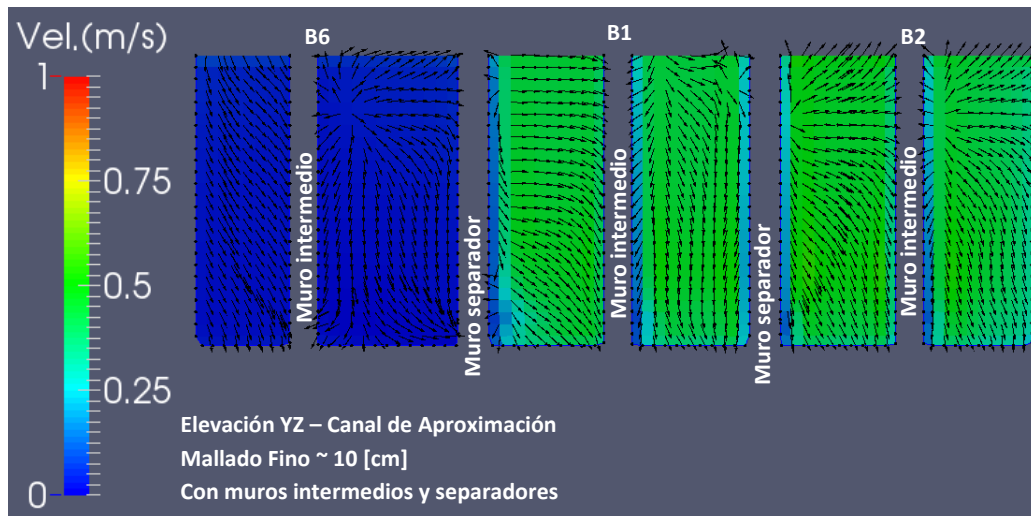 Vel.(m/s)
B6
B1
B2
1
0.75
0.5
0.25
0
Muro intermedio
Muro separador
Muro intermedio
Muro separador
Muro intermedio
Elevación YZ – Canal de Aproximación
Mallado Fino ~ 10 [cm]
Con muros intermedios y separadores